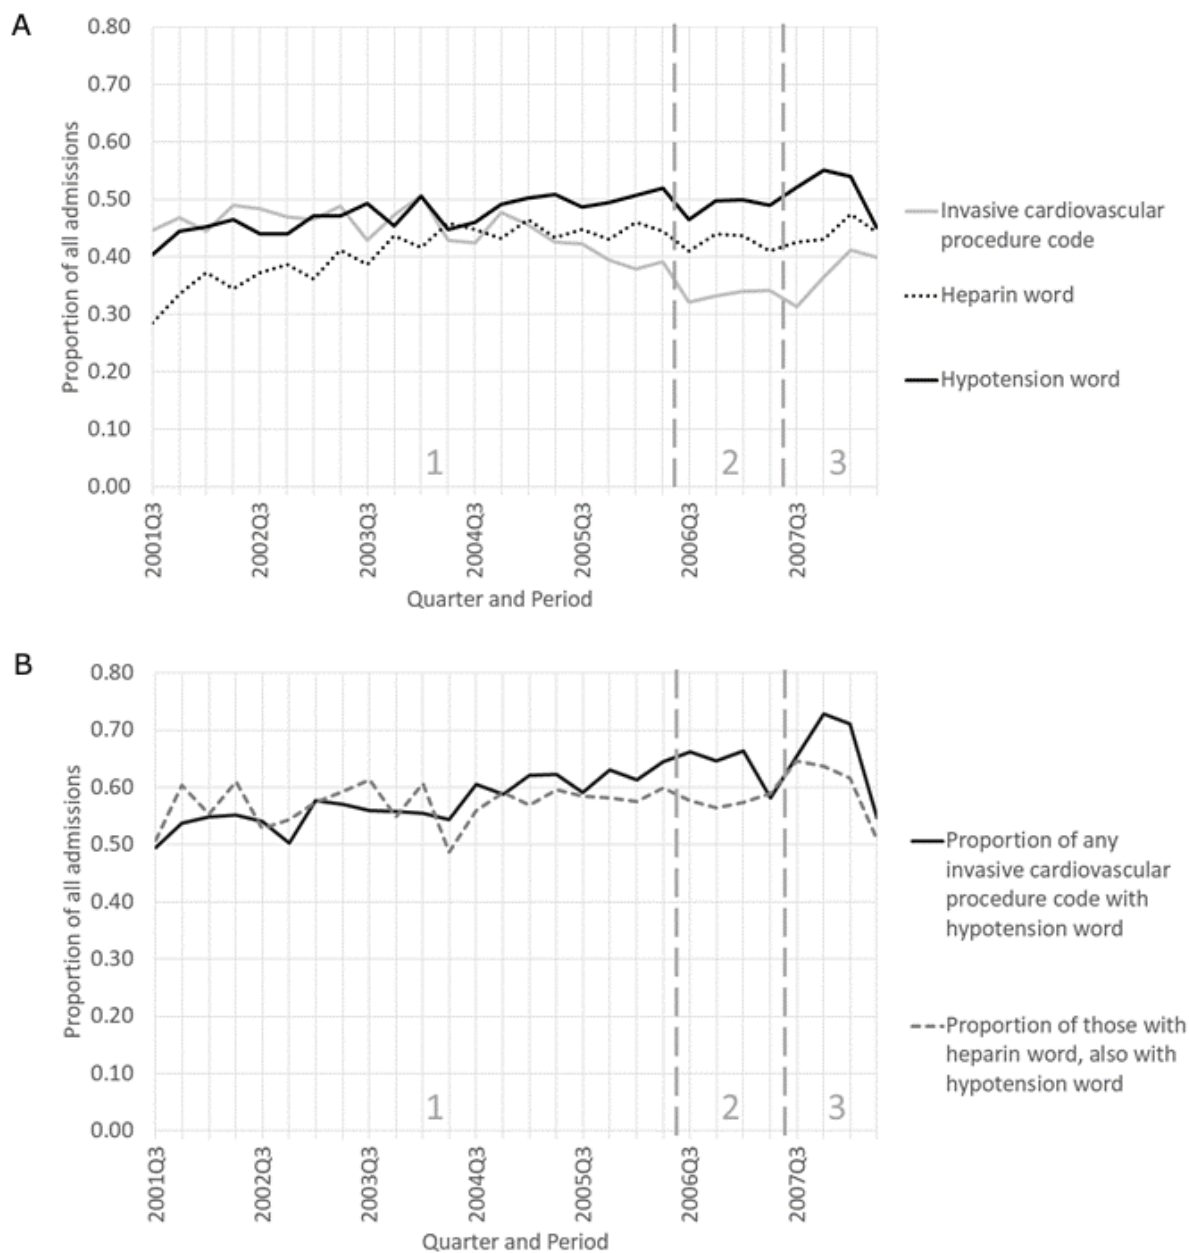 A
0.80
0.70
0.60
0.50
0.40
0.30
0.20
0.10
0.00
Proportion of all admissions
1
2
3
2001Q3
2002Q3
2003Q3
2004Q3
2005Q3
2006Q3
2007Q3
Quarter and Period
Invasive cardiovascular
procedure code
Heparin word
Hypotension word
B
0.80
0.70
0.60
0.50
0.40
0.30
0.20
0.10
0.00
Proportion of all admissions
1
2
3
2001Q3
2002Q3
2003Q3
2004Q3
2005Q3
2006Q3
2007Q3
Quarter and Period
Proportion of any
invasive cardiovascular
procedure code with
hypotension word
Proportion of those with
heparin word, also with
hypotension word